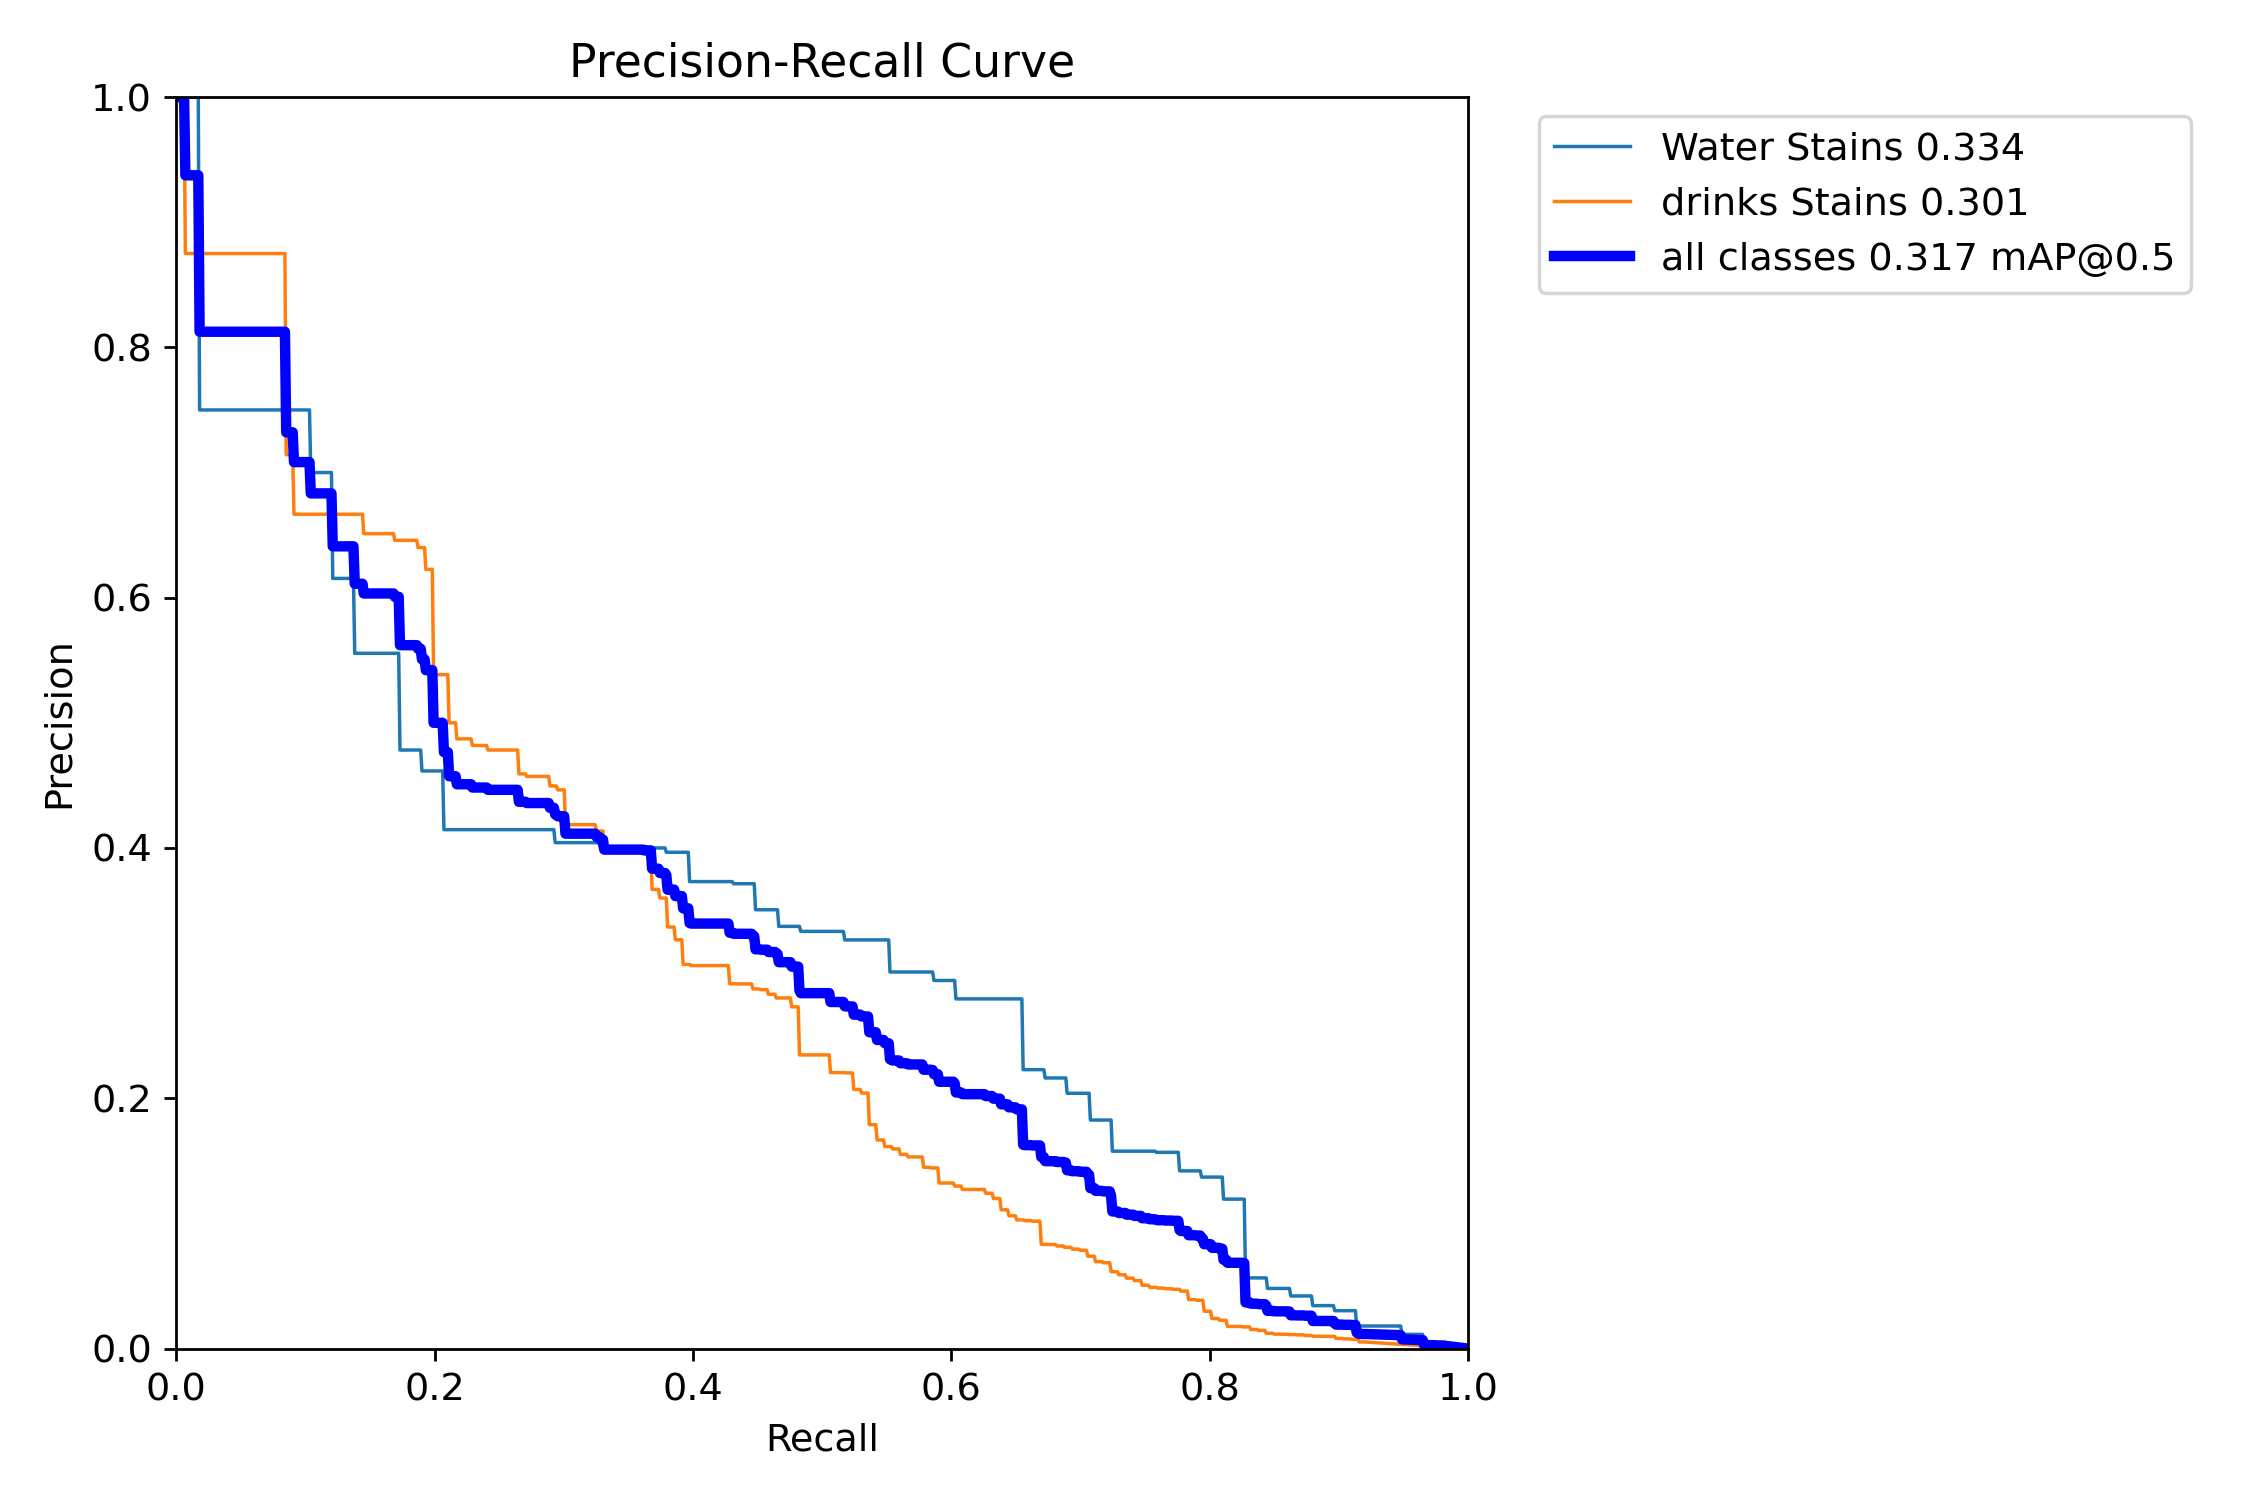 Precision-Recall Curve
1.0
0.8
0.6
0.4
0.2
0.0
Precision
0.0 0.2 0.4 0.6 0.8 1.0
Recall
Water Stains 0.334
drinks Stains 0.301
all classes 0.317 mAP@0.5